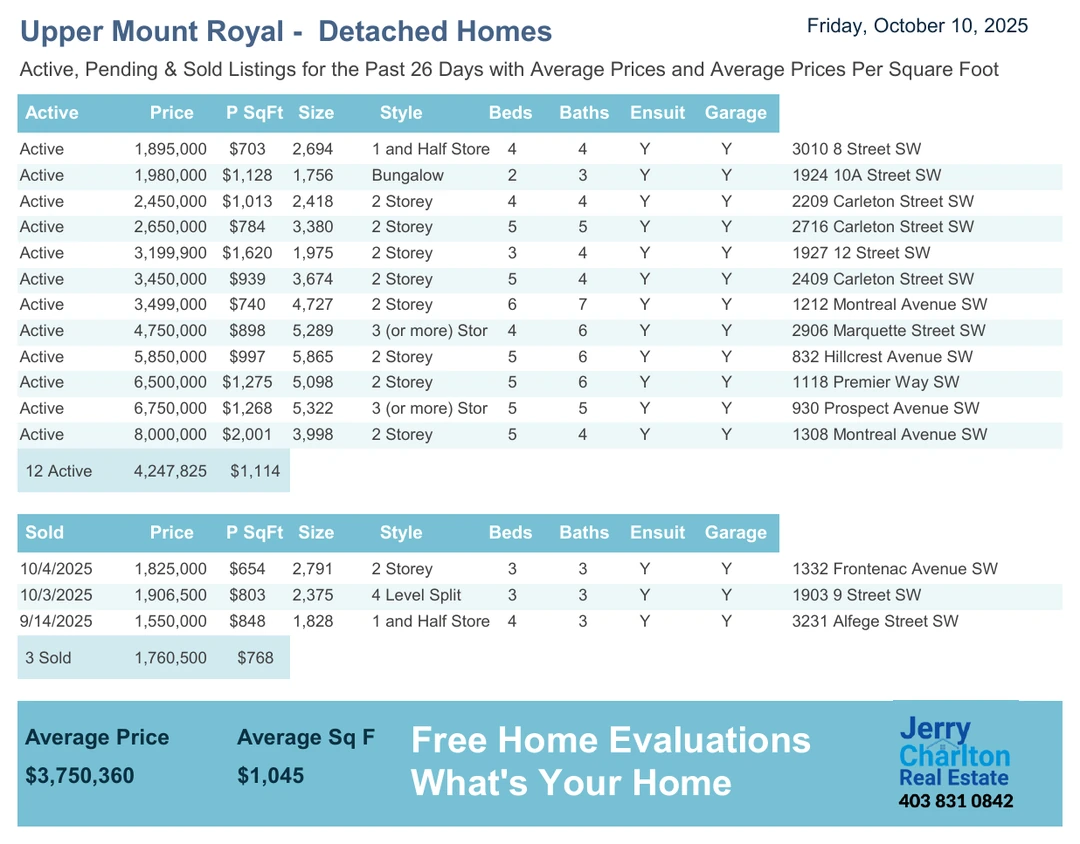 Upper Mount Royal - Detached Homes
Friday, October 10, 2025
Active, Pending & Sold Listings for the Past 26 Days with Average Prices and Average Prices Per Square Foot
Active Price P SqFt Size Style Beds Baths Ensuit Garage
Active 1,895,000 $703 2,694 1 and Half Store 4 4 Y Y 3010 8 Street SW
Active 1,980,000 $1,128 1,756 Bungalow 2 3 Y Y 1924 10A Street SW
Active 2,450,000 $1,013 2,418 2 Storey 4 4 Y Y 2209 Carleton Street SW
Active 2,650,000 $784 3,380 2 Storey 5 5 Y Y 2716 Carleton Street SW
Active 3,199,900 $1,620 1,975 2 Storey 3 4 Y Y 1927 12 Street SW
Active 3,450,000 $939 3,674 2 Storey 5 4 Y Y 2409 Carleton Street SW
Active 3,499,000 $740 4,727 2 Storey 6 7 Y Y 1212 Montreal Avenue SW
Active 4,750,000 $898 5,289 3 (or more) Stor 4 6 Y Y 2906 Marquette Street SW
Active 5,850,000 $997 5,865 2 Storey 5 6 Y Y 832 Hillcrest Avenue SW
Active 6,500,000 $1,275 5,098 2 Storey 5 6 Y Y 1118 Premier Way SW
Active 6,750,000 $1,268 5,322 3 (or more) Stor 5 5 Y Y 930 Prospect Avenue SW
Active 8,000,000 $2,001 3,998 2 Storey 5 4 Y Y 1308 Montreal Avenue SW
12 Active 4,247,825 $1,114
Sold Price P SqFt Size Style Beds Baths Ensuit Garage
10/4/2025 1,825,000 $654 2,791 2 Storey 3 3 Y Y 1332 Frontenac Avenue SW
10/3/2025 1,906,500 $803 2,375 4 Level Split 3 3 Y Y 1903 9 Street SW
9/14/2025 1,550,000 $848 1,828 1 and Half Store 4 3 Y Y 3231 Alfege Street SW
3 Sold 1,760,500 $768
Average Price Average Sq F
$3,750,360 $1,045
Free Home Evaluations
What's Your Home
Jerry
Charlton
Real Estate
403 831 0842